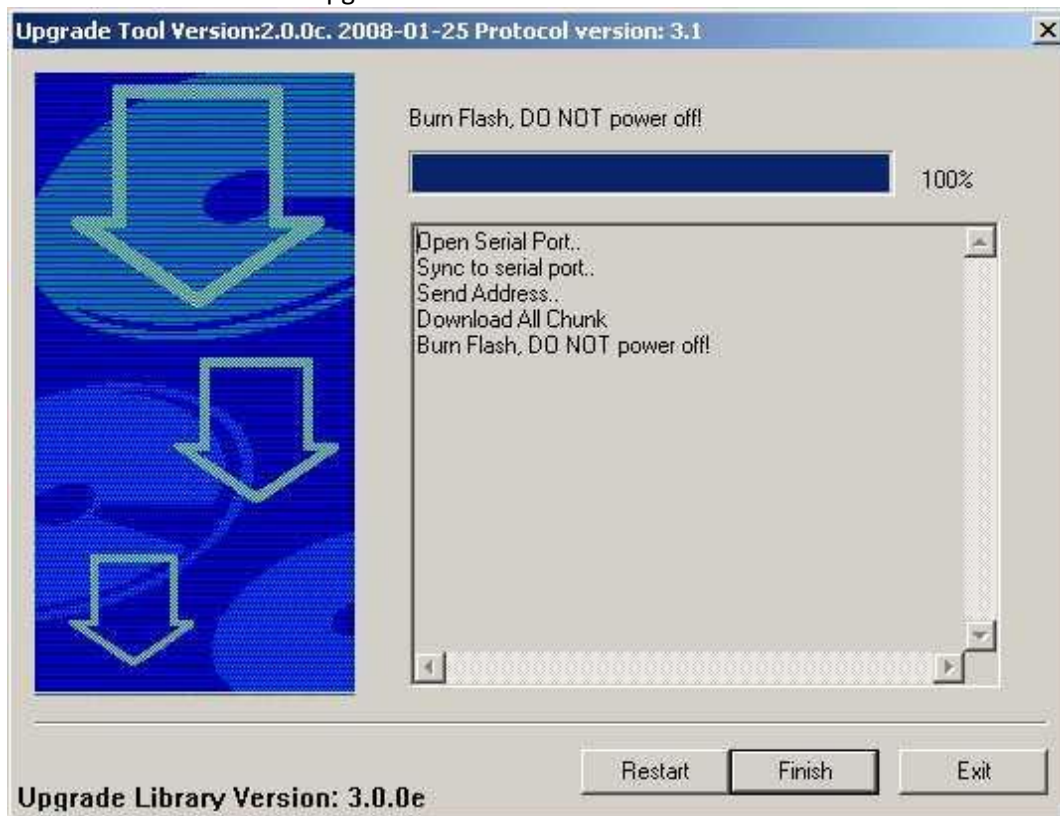 Upgrade Tool Version:2.0.0c. 2008-01-25 Protocol version: 3.1
Burn Flash, DO NOT power off!
100%
Open Serial Port..
Sync to serial port..
Send Address..
Download All Chunk
Burn Flash, DO NOT power off!
Restart
Finish
Exit
Upgrade Library Version: 3.0.0e